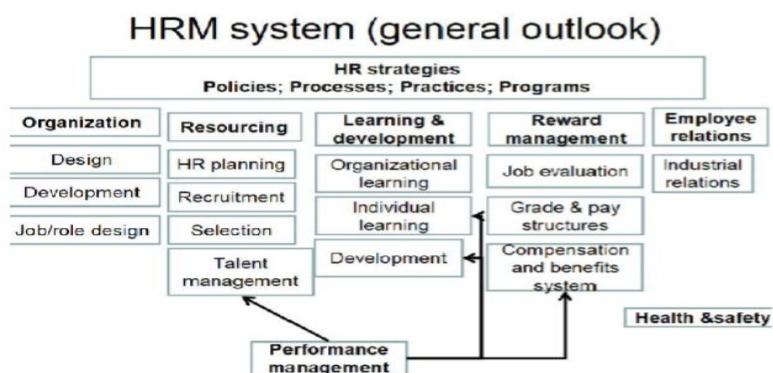 HRM system (general outlook)
HR strategies
Policies; Processes; Practices; Programs
Organization
Design
Development
Job/role design
Resourcing
HR planning
Recruitment
Selection
Talent
management
Learning &
development
Organizational
learning
Individual
learning
Development
Reward
management
Job evaluation
Grade & pay
structures
Compensation
and benefits
system
Employee
relations
Industrial
relations
Health &safety
Performance
management